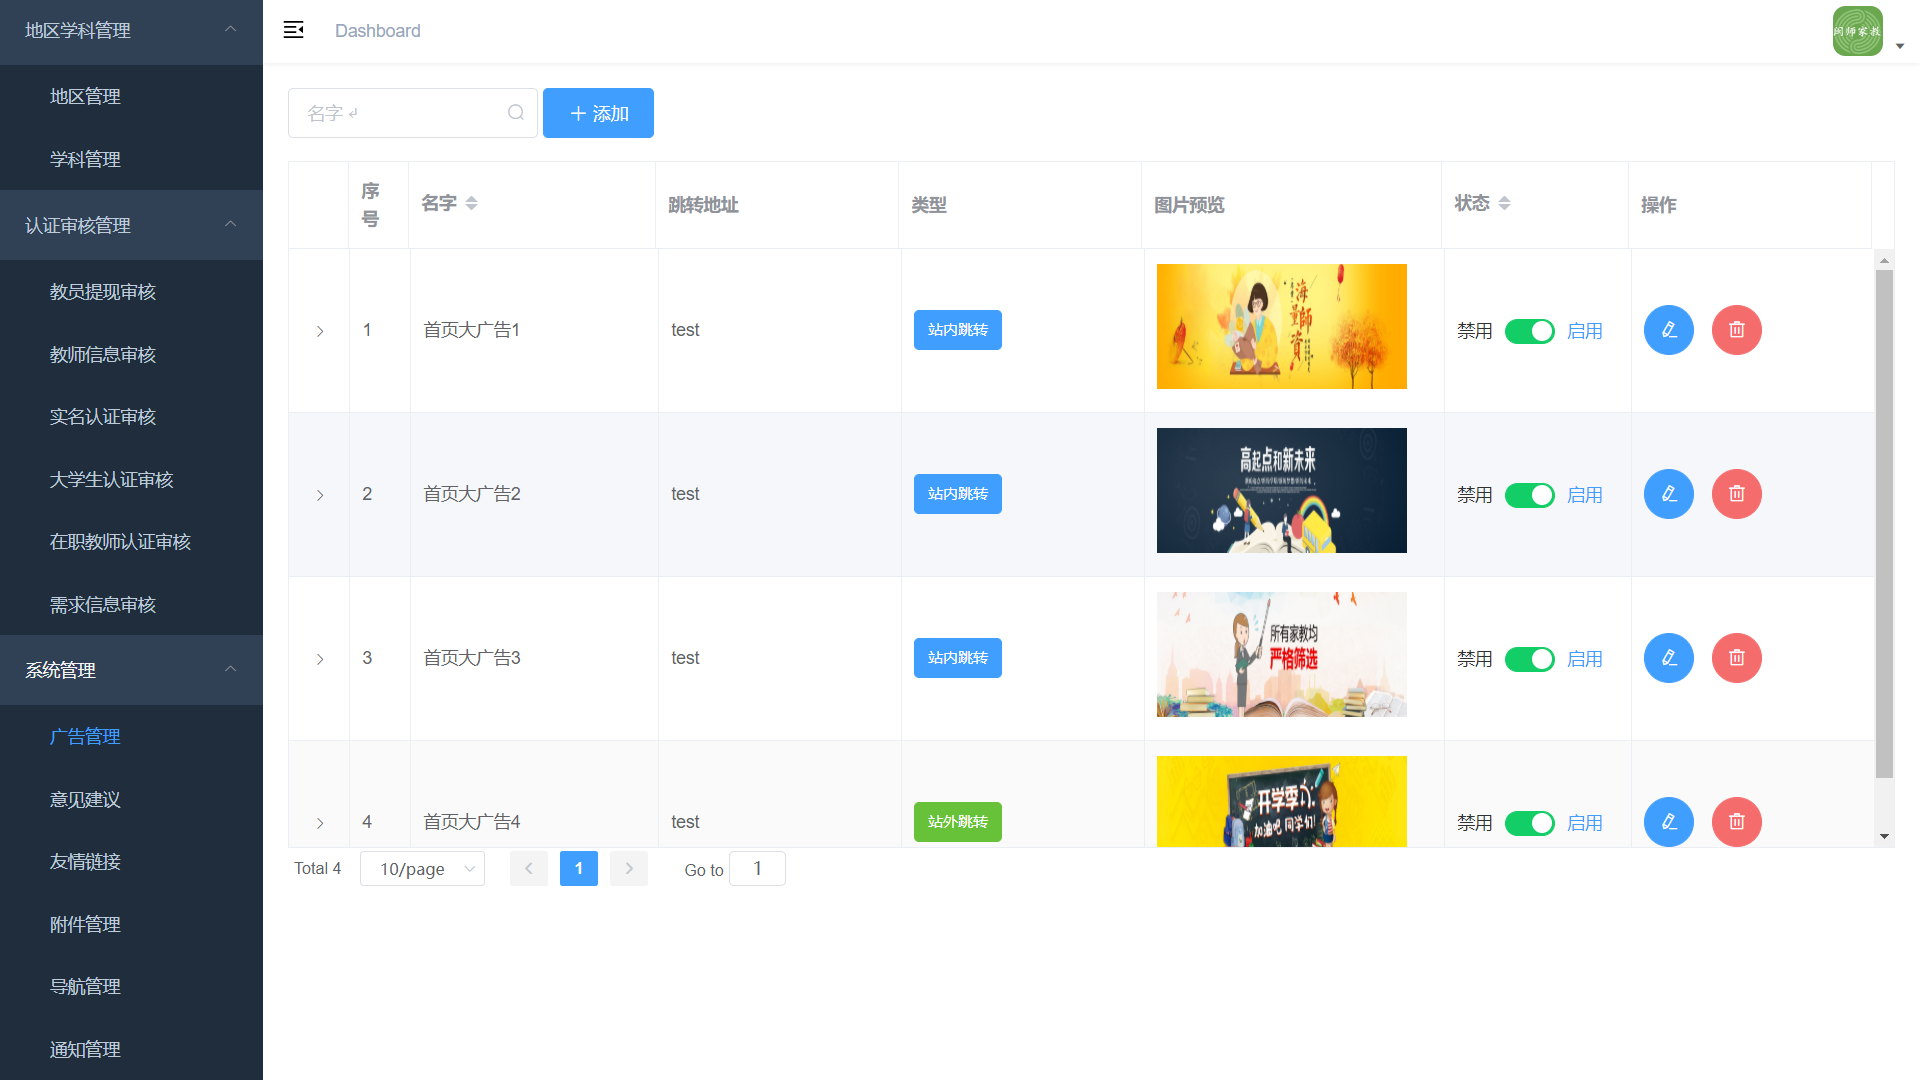 地区学科管理
地区管理
学科管理
认证审核管理
教员提现审核
教师信息审核
实名认证审核
大学生认证审核
在职教师认证审核
需求信息审核
系统管理
广告管理
意见建议
友情链接
附件管理
导航管理
通知管理
Dashboard
闲师家教
名字 ↲
添加
序号 名字 跳转地址 类型 图片预览 状态 操作
1 首页大广告1 test 站内跳转 禁用 启用
海量師資
2 首页大广告2 test 站内跳转 禁用 启用
高起点和新未来
3 首页大广告3 test 站内跳转 禁用 启用
所有家教均
严格筛选
4 首页大广告4 test 站外跳转 禁用 启用
开学季
加油吧 同学们
Total 4 10/page 1 Go to 1